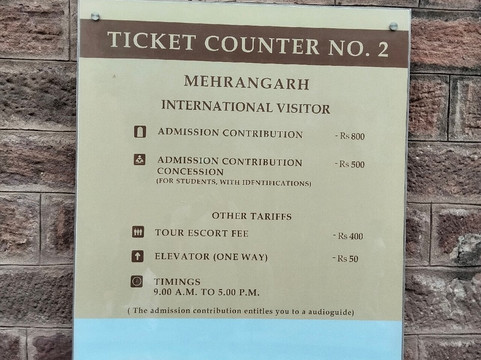 TICKET COUNTER NO. 2
MEHRANGARH
INTERNATIONAL VISITOR
ADMISSION CONTRIBUTION - Rs 800
ADMISSION CONTRIBUTION - Rs 500
CONCESSION
(FOR STUDENTS, WITH IDENTIFICATIONS)
OTHER TARIFFS
TOUR ESCORT FEE - Rs 400
ELEVATOR (ONE WAY) - Rs 50
TIMINGS
9.00 A.M. TO 5.00 P.M.
( The admission contribution entitles you to a audioguide)